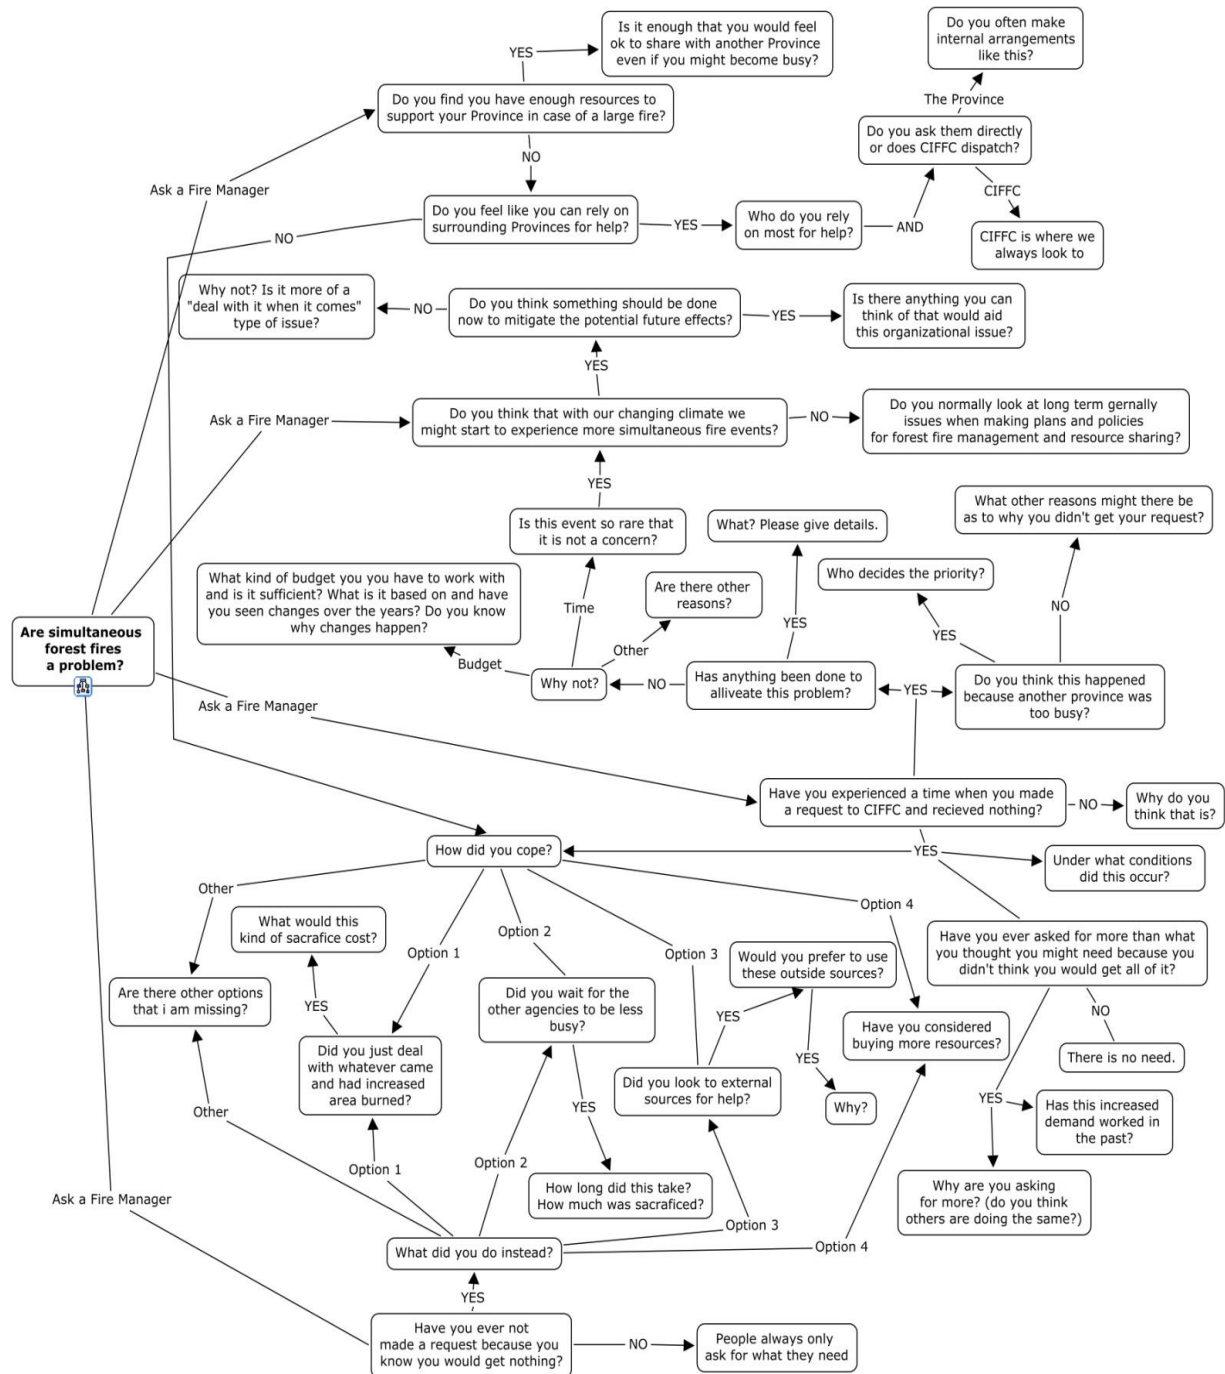 Is it enough that you would feel
ok to share with another Province
even if you might become busy?
Do you often make
internal arrangements
like this?
YES
Do you find you have enough resources to
support your Province in case of a large fire?
The Province
Do you ask them directly
or does CIFFC dispatch?
NO
Ask a Fire Manager
CIFFC
Do you feel like you can rely on
surrounding Provinces for help?
YES
Who do you rely
on most for help?
AND
NO
CIFFC is where we
always look to
Why not? Is it more of a
"deal with it when it comes"
type of issue?
NO
Do you think something should be done
now to mitigate the potential future effects?
YES
Is there anything you can
think of that would aid
this organizational issue?
YES
Ask a Fire Manager
Do you think that with our changing climate we
might start to experience more simultaneous fire events?
NO
Do you normally look at long term gernally
issues when making plans and policies
for forest fire management and resource sharing?
YES
What other reasons might there be
as to why you didn't get your request?
Is this event so rare that
it is not a concern?
What? Please give details.
What kind of budget you you have to work with
and is it sufficient? What is it based on and have
you seen changes over the years? Do you know
why changes happen?
Are there other
reasons?
Who decides the priority?
Time
NO
YES
YES
Are simultaneous
forest fires
a problem?
Other
Budget
Why not?
NO
Has anything been done to
alliveate this problem?
YES
Do you think this happened
because another province was
too busy?
Ask a Fire Manager
Have you experienced a time when you made
a request to CIFFC and recieved nothing?
NO
Why do you
think that is?
How did you cope?
YES
Under what conditions
did this occur?
Other
Option 4
What would this
kind of sacrafice cost?
Option 2
Option 1
Option 3
Would you prefer to use
these outside sources?
Have you ever asked for more than what
you thought you might need because you
didn't think you would get all of it?
Are there other options
that i am missing?
YES
Did you wait for the
other agencies to be less
busy?
YES
Have you considered
buying more resources?
NO
Did you just deal
with whatever came
and had increased
area burned?
YES
There is no need.
Did you look to external
sources for help?
Why?
YES
YES
Has this increased
demand worked in
the past?
Other
Option 1
Option 2
How long did this take?
How much was sacraficed?
Why are you asking
for more? (do you think
others are doing the same?)
Ask a Fire Manager
Option 3
What did you do instead?
Option 4
YES
Have you ever not
made a request because you
know you would get nothing?
NO
People always only
ask for what they need